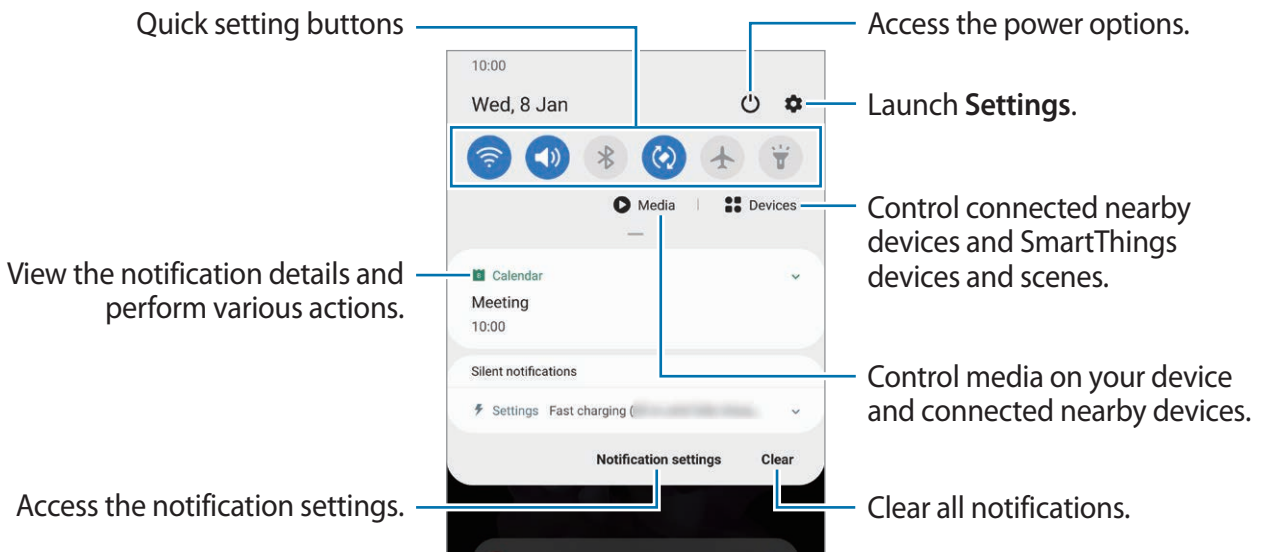 Quick setting buttons
Access the power options.
10:00
Wed, 8 Jan
Launch Settings.
Media
Devices
Control connected nearby
devices and SmartThings
devices and scenes.
View the notification details and
perform various actions.
Calendar
Meeting
10:00
Silent notifications
Settings Fast charging (
Control media on your device
and connected nearby devices.
Notification settings
Clear
Access the notification settings.
Clear all notifications.